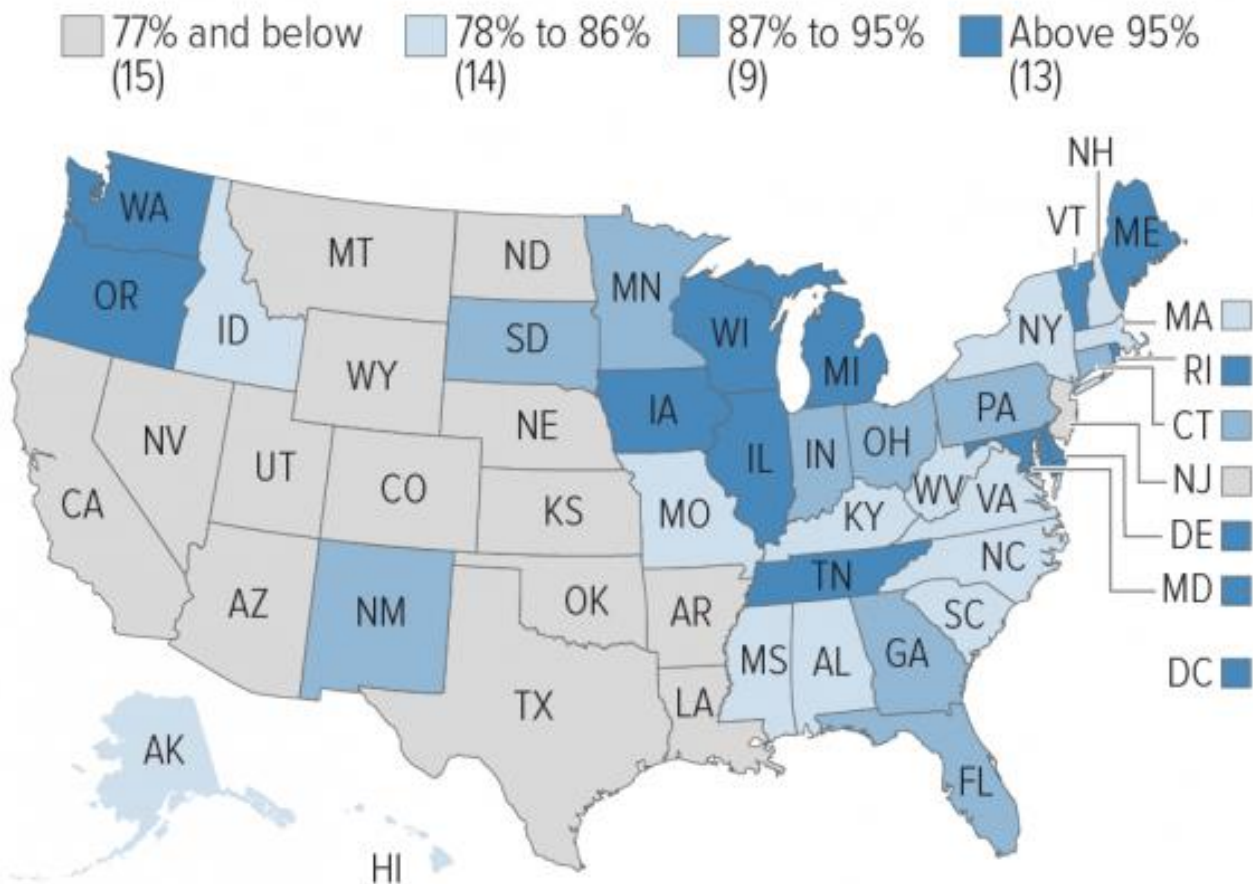 77% and below
(15)
78% to 86%
(14)
87% to 95%
(9)
Above 95%
(13)
NH
VT
ME
WA
MT
ND
MN
OR
ID
SD
WI
MI
NY
MA
WY
RI
IA
PA
NE
CT
NV
UT
CO
IL
IN
OH
NJ
CA
KS
MO
WV
VA
KY
DE
NC
TN
AZ
NM
OK
AR
MD
SC
MS
AL
GA
DC
TX
LA
AK
FL
HI